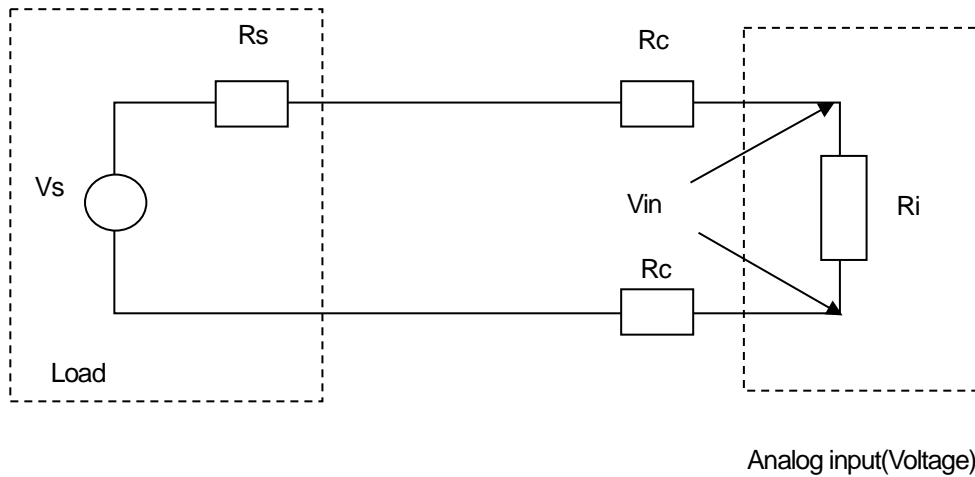 Rs
Rc
Vs
Vin
Ri
Rc
Load
Analog input(Voltage)